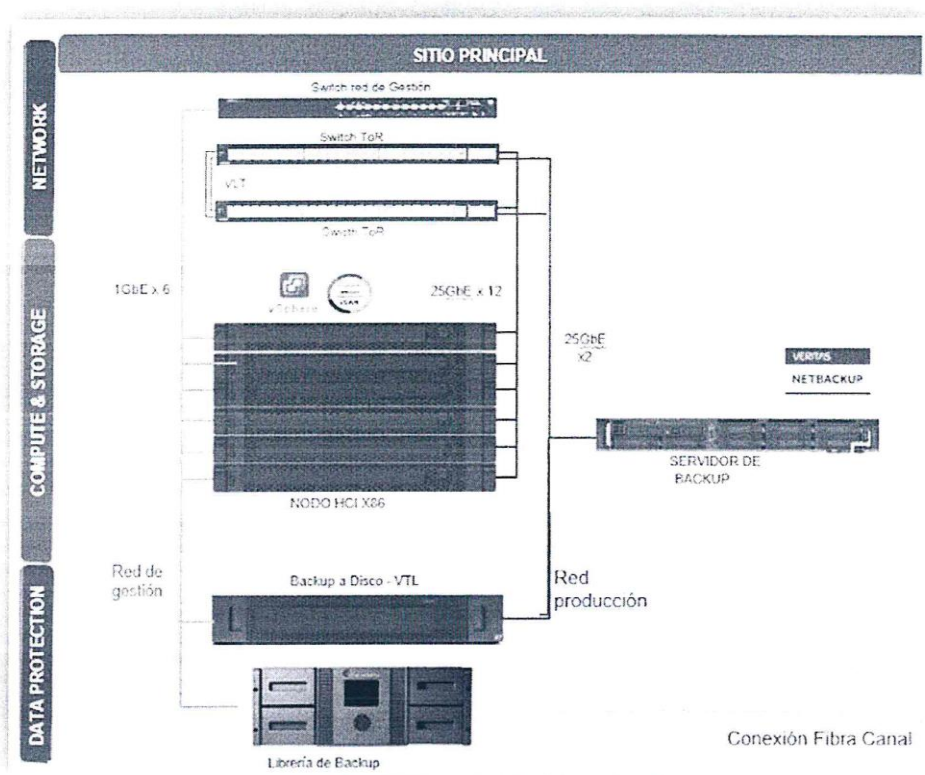 SITIO PRINCIPAL
NETWORK
Switch red de Gestión
Switch ToR
VLT
Swicth ToR
COMPUTE & STORAGE
1GbE x 6
vSphere
vSAN
25GbE x 12
25GbE
x2
VERITAS
NETBACKUP
SERVIDOR DE
BACKUP
NODO HCI X86
DATA PROTECTION
Red de
gestión
Backup a Disco - VTL
Red
producción
Librería de Backup
Conexión Fibra Canal